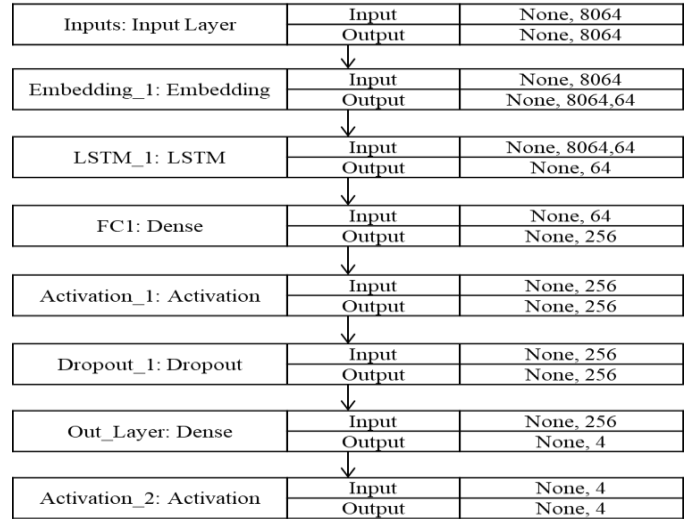 Inputs: Input Layer
Input
None, 8064
Output
None, 8064
Embedding_1: Embedding
Input
None, 8064
Output
None, 8064,64
LSTM_1: LSTM
Input
None, 8064,64
Output
None, 64
FC1: Dense
Input
None, 64
Output
None, 256
Activation_1: Activation
Input
None, 256
Output
None, 256
Dropout_1: Dropout
Input
None, 256
Output
None, 256
Out_Layer: Dense
Input
None, 256
Output
None, 4
Activation_2: Activation
Input
None, 4
Output
None, 4